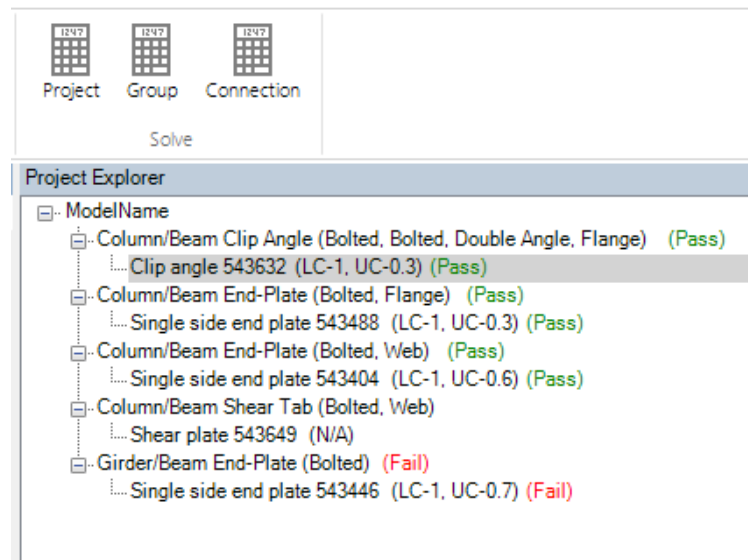 1247 1247 1247
Project Group Connection
Solve
Project Explorer
ModelName
Column/Beam Clip Angle (Bolted, Bolted, Double Angle, Flange) (Pass)
Clip angle 543632 (LC-1, UC-0.3) (Pass)
Column/Beam End-Plate (Bolted, Flange) (Pass)
Single side end plate 543488 (LC-1, UC-0.3) (Pass)
Column/Beam End-Plate (Bolted, Web) (Pass)
Single side end plate 543404 (LC-1, UC-0.6) (Pass)
Column/Beam Shear Tab (Bolted, Web)
Shear plate 543649 (N/A)
Girder/Beam End-Plate (Bolted) (Fail)
Single side end plate 543446 (LC-1, UC-0.7) (Fail)